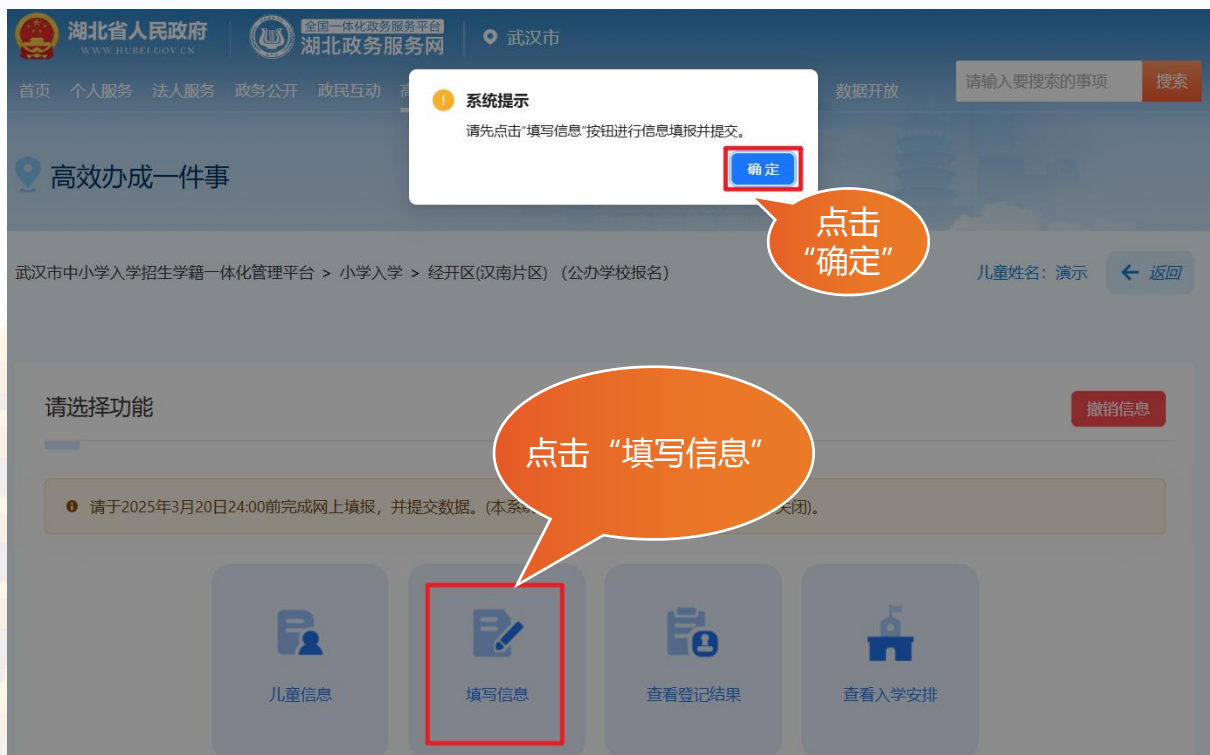 湖北省人民政府
WWW.HUBEI.GOV.CN
全国一体化政务服务平台
湖北政务服务网
武汉市
首页 个人服务 法人服务 政务公开 政民互动
数据开放
请输入要搜索的事项
搜索
系统提示
请先点击"填写信息"按钮进行信息填报并提交。
确定
高效办成一件事
点击
“确定”
武汉市中小学入学招生学籍一体化管理平台 > 小学入学 > 经开区(汉南片区) (公办学校报名)
儿童姓名: 演示
返回
请选择功能
撤销信息
点击“填写信息”
请于2025年3月20日24:00前完成网上填报，并提交数据。(本系
关闭)。
儿童信息
填写信息
查看登记结果
查看入学安排